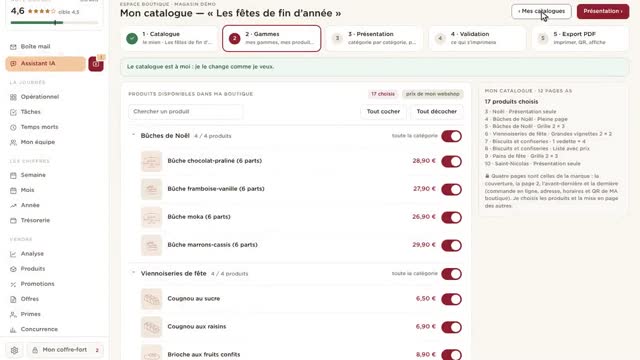 4,6 ★★★★★ cible 4,5
Boîte mail
Assistant IA
LA JOURNÉE
Opérationnel
Tâches
Temps morts
Mon équipe
LES CHIFFRES
Semaine
Mois
Année
Trésorerie
VENDRE
Analyse
Produits
Promotions
Offres
Primes
Concurrence
Mon coffre-fort 2
ESPACE BOUTIQUE · MAGASIN DÉMO
Mon catalogue — « Les fêtes de fin d'année »
‹ Mes catalogues
Présentation ›
1 · Catalogue
le mien · Les fêtes de fin d'…
2 2 · Gammes
mes gammes, mes produit…
3 3 · Présentation
catégorie par catégorie, p…
4 4 · Validation
ce qui s'imprimera
5 5 · Export PDF
imprimer, QR, affiche
Le catalogue est à moi : je le change comme je veux.
PRODUITS DISPONIBLES DANS MA BOUTIQUE
17 choisis
prix de mon webshop
Chercher un produit
Tout cocher
Tout décocher
Bûches de Noël 4 / 4 produits
toute la catégorie
Bûche chocolat-praliné (6 parts) 28,90 €
Bûche framboise-vanille (6 parts) 27,90 €
Bûche moka (6 parts) 26,90 €
Bûche marrons-cassis (6 parts) 29,90 €
Viennoiseries de fête 4 / 4 produits
toute la catégorie
Cougnou au sucre 6,50 €
Cougnou aux raisins 6,90 €
Brioche aux fruits confits 8,90 €
MON CATALOGUE · 12 PAGES A5
17 produits choisis
3 · Noël · Présentation seule
4 · Bûches de Noël · Pleine page
5 · Bûches de Noël · Grille 2 × 3
6 · Viennoiseries de fête · Grandes vignettes 2 × 2
7 · Biscuits et confiseries · 1 vedette + 4
8 · Biscuits et confiseries · Liste avec prix
9 · Pains de fête · Grille 2 × 3
10 · Saint-Nicolas · Présentation seule
Quatre pages sont celles de la marque : la
couverture, la page 2, l'avant-dernière et la dernière
(commande en ligne, adresse, horaires et QR de MA
boutique). Je choisis les produits et la mise en page
des autres.